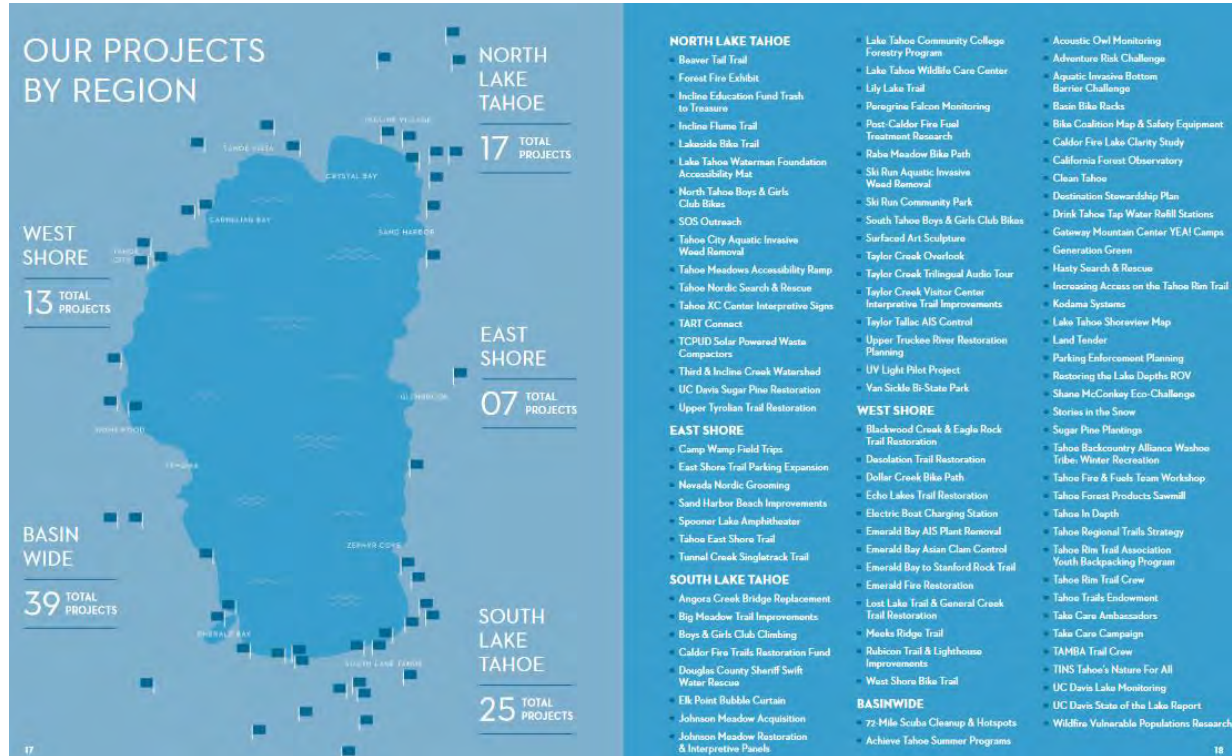 OUR PROJECTS
BY REGION
NORTH
LAKE
TAHOE
17 TOTAL
PROJECTS
WEST
SHORE
13 TOTAL
PROJECTS
EAST
SHORE
07 TOTAL
PROJECTS
BASIN
WIDE
39 TOTAL
PROJECTS
SOUTH
LAKE
TAHOE
25 TOTAL
PROJECTS
INCLINE VILLAGE
TAHOE VISTA
CRYSTAL BAY
CARNELIAN BAY
SAND HARBOR
TAHOE
CITY
GLENBROOK
HOMEWOOD
TAHOMA
ZEPHYR COVE
EMERALD BAY
SOUTH LAKE TAHOE
17
NORTH LAKE TAHOE
Beaver Tail Trail
Forest Fire Exhibit
Incline Education Fund Trash
to Treasure
Incline Flume Trail
Lakeside Bike Trail
Lake Tahoe Waterman Foundation
Accessibility Mat
North Tahoe Boys & Girls
Club Bikes
SOS Outreach
Tahoe City Aquatic Invasive
Weed Removal
Tahoe Meadows Accessibility Ramp
Tahoe Nordic Search & Rescue
Tahoe XC Center Interpretive Signs
TART Connect
TCPUD Solar Powered Waste
Compactors
Third & Incline Creek Watershed
UC Davis Sugar Pine Restoration
Upper Tyrolian Trail Restoration
EAST SHORE
Camp Wamp Field Trips
East Shore Trail Parking Expansion
Nevada Nordic Grooming
Sand Harbor Beach Improvements
Spooner Lake Amphitheater
Tahoe East Shore Trail
Tunnel Creek Singletrack Trail
SOUTH LAKE TAHOE
Angora Creek Bridge Replacement
Big Meadow Trail Improvements
Boys & Girls Club Climbing
Caldor Fire Trails Restoration Fund
Douglas County Sheriff Swift
Water Rescue
Elk Point Bubble Curtain
Johnson Meadow Acquisition
Johnson Meadow Restoration
& Interpretive Panels
Lake Tahoe Community College
Forestry Program
Lake Tahoe Wildlife Care Center
Lily Lake Trail
Peregrine Falcon Monitoring
Post-Caldor Fire Fuel
Treatment Research
Rabe Meadow Bike Path
Ski Run Aquatic Invasive
Weed Removal
Ski Run Community Park
South Tahoe Boys & Girls Club Bikes
Surfaced Art Sculpture
Taylor Creek Overlook
Taylor Creek Trilingual Audio Tour
Taylor Creek Visitor Center
Interpretive Trail Improvements
Taylor Tallac AIS Control
Upper Truckee River Restoration
Planning
UV Light Pilot Project
Van Sickle Bi-State Park
WEST SHORE
Blackwood Creek & Eagle Rock
Trail Restoration
Desolation Trail Restoration
Dollar Creek Bike Path
Echo Lakes Trail Restoration
Electric Boat Charging Station
Emerald Bay AIS Plant Removal
Emerald Bay Asian Clam Control
Emerald Bay to Stanford Rock Trail
Emerald Fire Restoration
Lost Lake Trail & General Creek
Trail Restoration
Meeks Ridge Trail
Rubicon Trail & Lighthouse
Improvements
West Shore Bike Trail
BASINWIDE
72-Mile Scuba Cleanup & Hotspots
Achieve Tahoe Summer Programs
Acoustic Owl Monitoring
Adventure Risk Challenge
Aquatic Invasive Bottom
Barrier Challenge
Basin Bike Racks
Bike Coalition Map & Safety Equipment
Caldor Fire Lake Clarity Study
California Forest Observatory
Clean Tahoe
Destination Stewardship Plan
Drink Tahoe Tap Water Refill Stations
Gateway Mountain Center YEA! Camps
Generation Green
Hasty Search & Rescue
Increasing Access on the Tahoe Rim Trail
Kodama Systems
Lake Tahoe Shoreview Map
Land Tender
Parking Enforcement Planning
Restoring the Lake Depths ROV
Shane McConkey Eco-Challenge
Stories in the Snow
Sugar Pine Plantings
Tahoe Backcountry Alliance Washoe
Tribe: Winter Recreation
Tahoe Fire & Fuels Team Workshop
Tahoe Forest Products Sawmill
Tahoe In Depth
Tahoe Regional Trails Strategy
Tahoe Rim Trail Association
Youth Backpacking Program
Tahoe Rim Trail Crew
Tahoe Trails Endowment
Take Care Ambassadors
Take Care Campaign
TAMBA Trail Crew
TINS Tahoe's Nature For All
UC Davis Lake Monitoring
UC Davis State of the Lake Report
Wildfire Vulnerable Populations Research
18